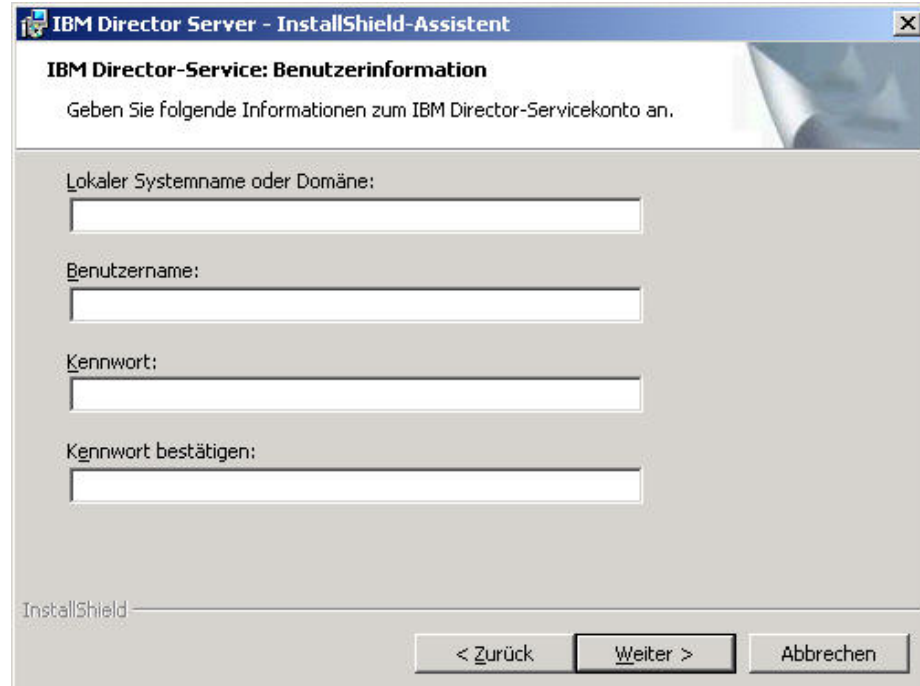 IBM Director Server - InstallShield-Assistent
IBM Director-Service: Benutzerinformation
Geben Sie folgende Informationen zum IBM Director-Servicekonto an.
Lokaler Systemname oder Domäne:
Benutzername:
Kennwort:
Kennwort bestätigen:
InstallShield
< Zurück Weiter > Abbrechen